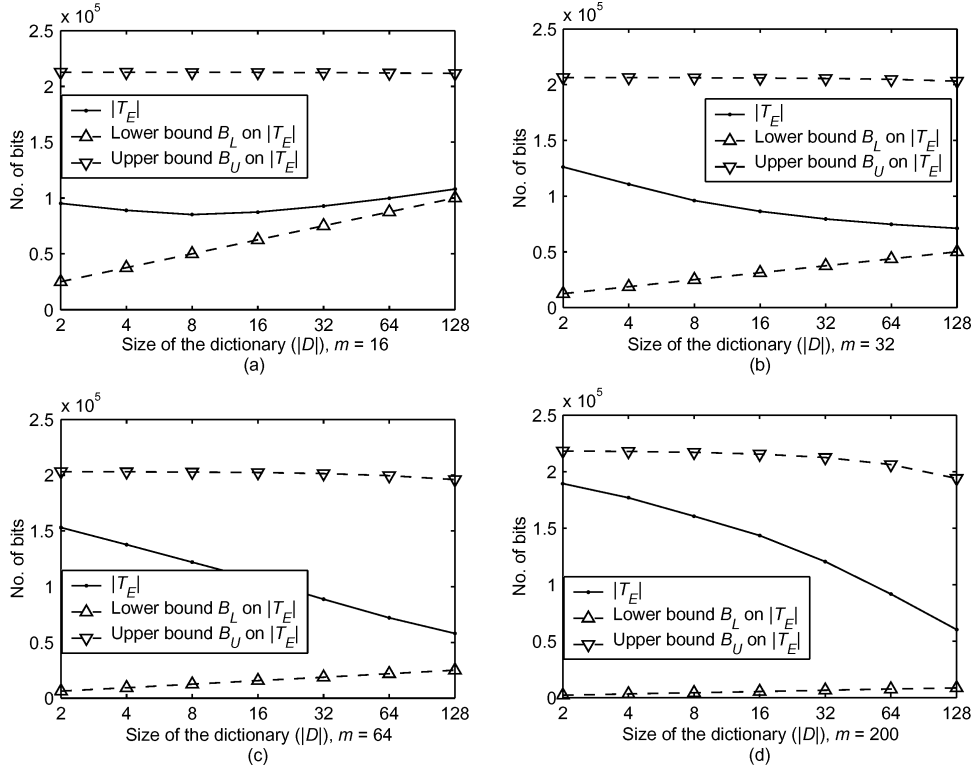 x 10^5
2.5
2
1.5
1
0.5
0
No. of bits
|T_E|
Lower bound B_L on |T_E|
Upper bound B_U on |T_E|
2 4 8 16 32 64 128
Size of the dictionary (|D|), m = 16
(a)
x 10^5
2.5
2
1.5
1
0.5
0
No. of bits
|T_E|
Lower bound B_L on |T_E|
Upper bound B_U on |T_E|
2 4 8 16 32 64 128
Size of the dictionary (|D|), m = 32
(b)
x 10^5
2.5
2
1.5
1
0.5
0
No. of bits
|T_E|
Lower bound B_L on |T_E|
Upper bound B_U on |T_E|
2 4 8 16 32 64 128
Size of the dictionary (|D|), m = 64
(c)
x 10^5
2.5
2
1.5
1
0.5
0
No. of bits
|T_E|
Lower bound B_L on |T_E|
Upper bound B_U on |T_E|
2 4 8 16 32 64 128
Size of the dictionary (|D|), m = 200
(d)